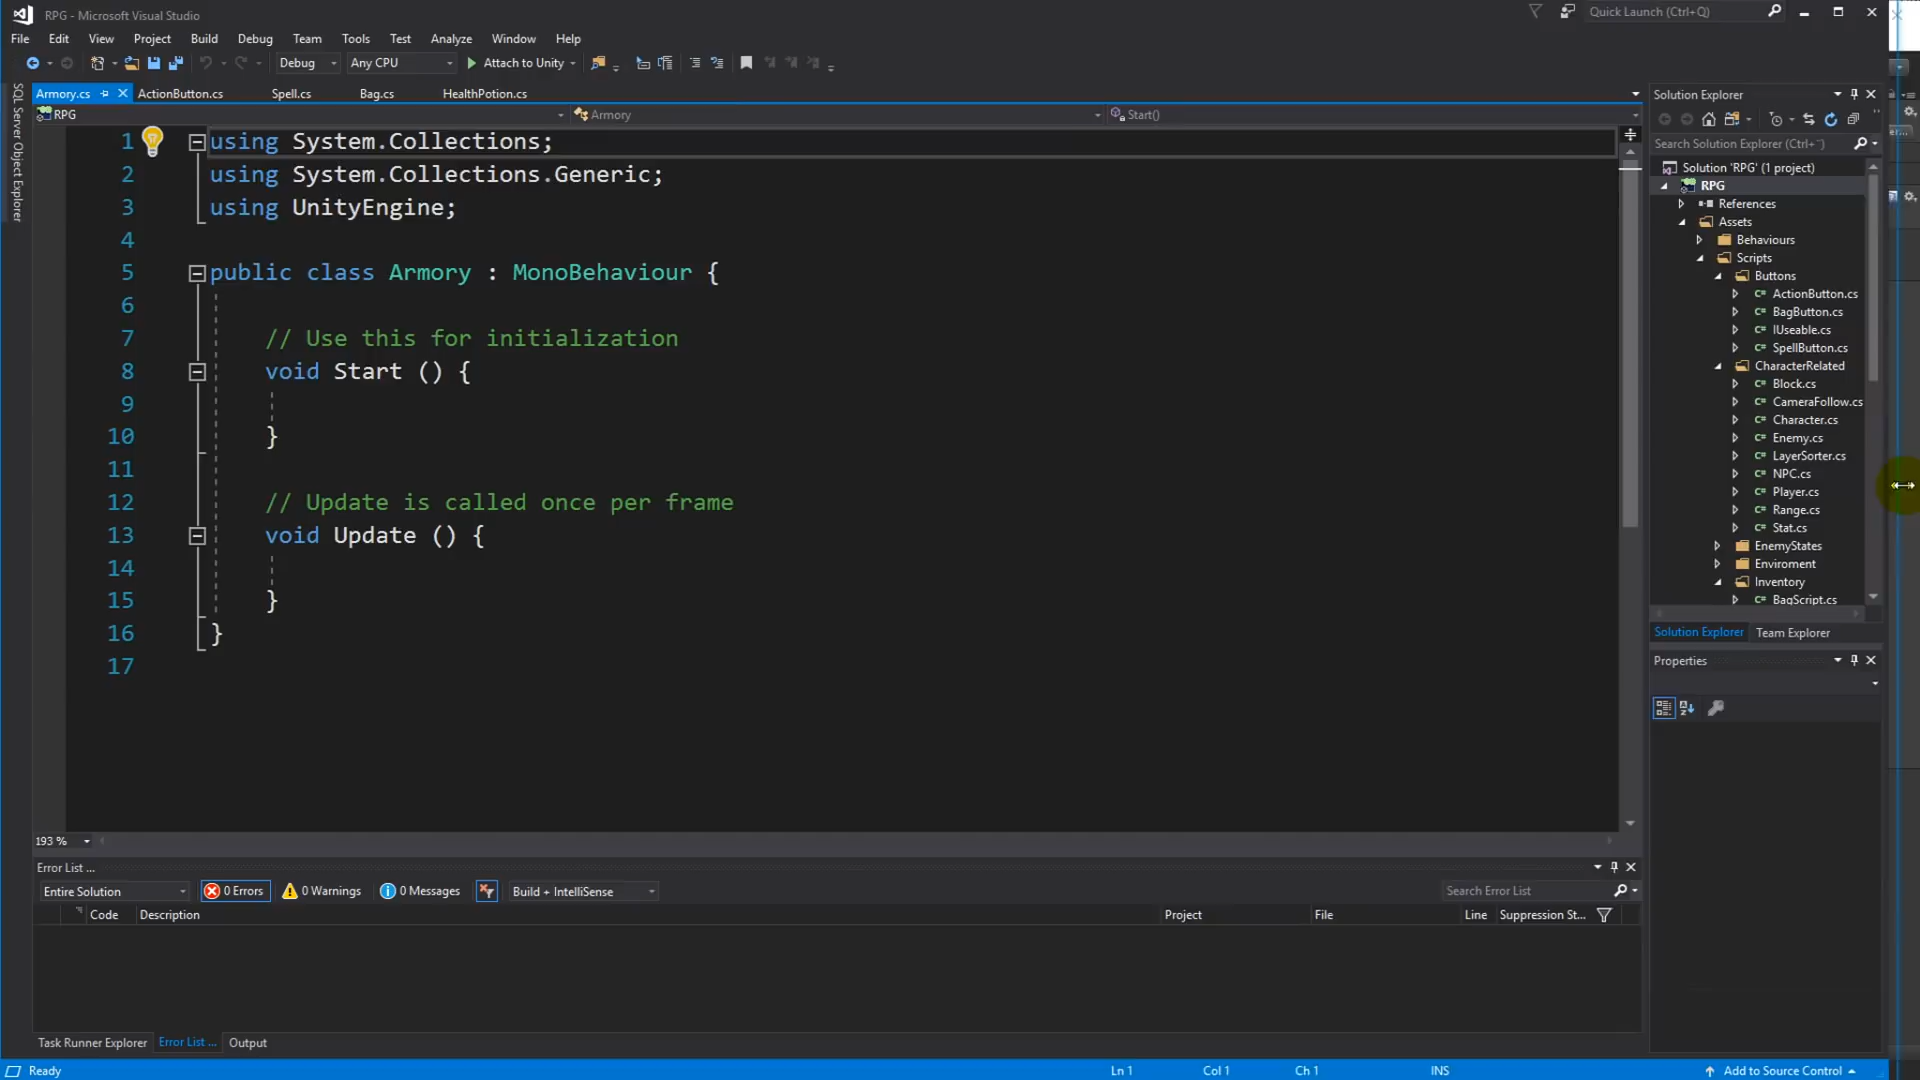 RPG - Microsoft Visual Studio
Quick Launch (Ctrl+Q)
File Edit View Project Build Debug Team Tools Test Analyze Window Help
Debug Any CPU Attach to Unity
Armory.cs ActionButton.cs Spell.cs Bag.cs HealthPotion.cs
RPG Armory Start()
SQL Server Object Explorer
1 using System.Collections;
2 using System.Collections.Generic;
3 using UnityEngine;
4
5 public class Armory : MonoBehaviour {
6
7 // Use this for initialization
8 void Start () {
9
10 }
11
12 // Update is called once per frame
13 void Update () {
14
15 }
16 }
17
193 %
Solution Explorer
Search Solution Explorer (Ctrl+¨)
Solution 'RPG' (1 project)
RPG
References
Assets
Behaviours
Scripts
Buttons
C# ActionButton.cs
C# BagButton.cs
C# IUseable.cs
C# SpellButton.cs
CharacterRelated
C# Block.cs
C# CameraFollow.cs
C# Character.cs
C# Enemy.cs
C# LayerSorter.cs
C# NPC.cs
C# Player.cs
C# Range.cs
C# Stat.cs
EnemyStates
Enviroment
Inventory
C# BagScript.cs
Solution Explorer Team Explorer
Properties
Error List ...
Entire Solution 0 Errors 0 Warnings 0 Messages Build + IntelliSense Search Error List
Code Description Project File Line Suppression St...
Task Runner Explorer Error List ... Output
Ready Ln 1 Col 1 Ch 1 INS Add to Source Control